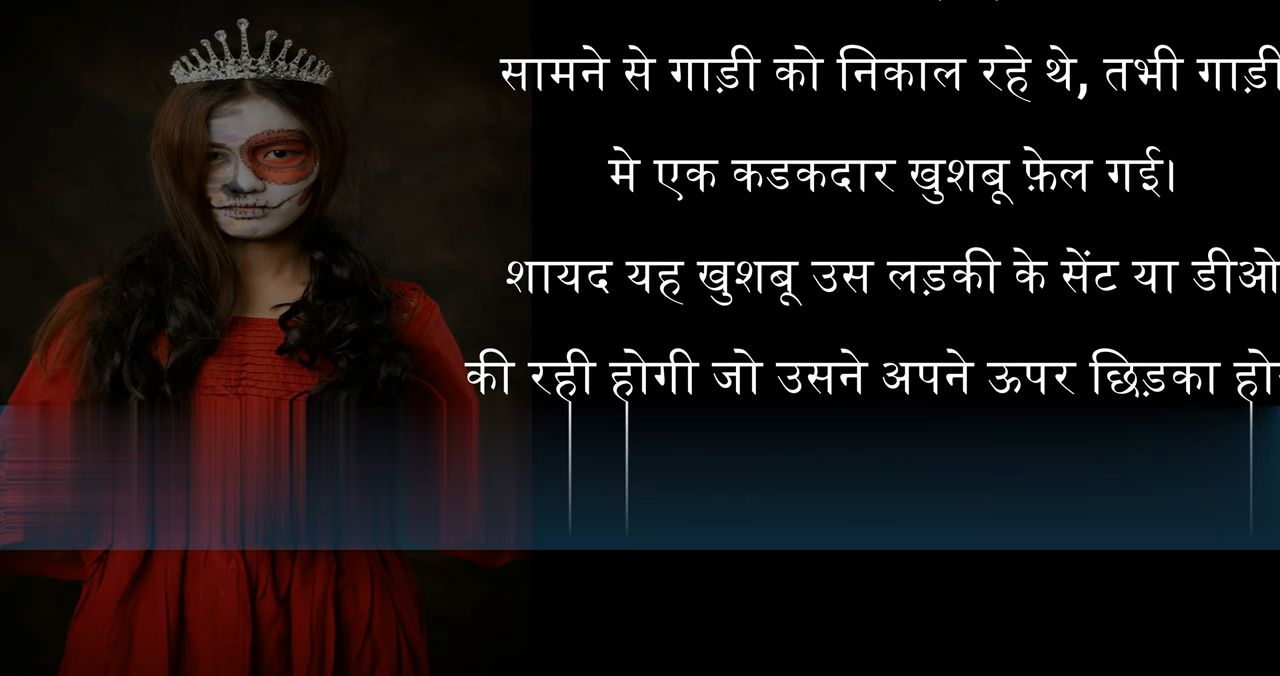 सामने से गाड़ी को निकाल रहे थे, तभी गाड़ी
मे एक कडकदार खुशबू फ़ेल गई।
शायद यह खुशबू उस लड़की के सेंट या डीओ
की रही होगी जो उसने अपने ऊपर छिड़का